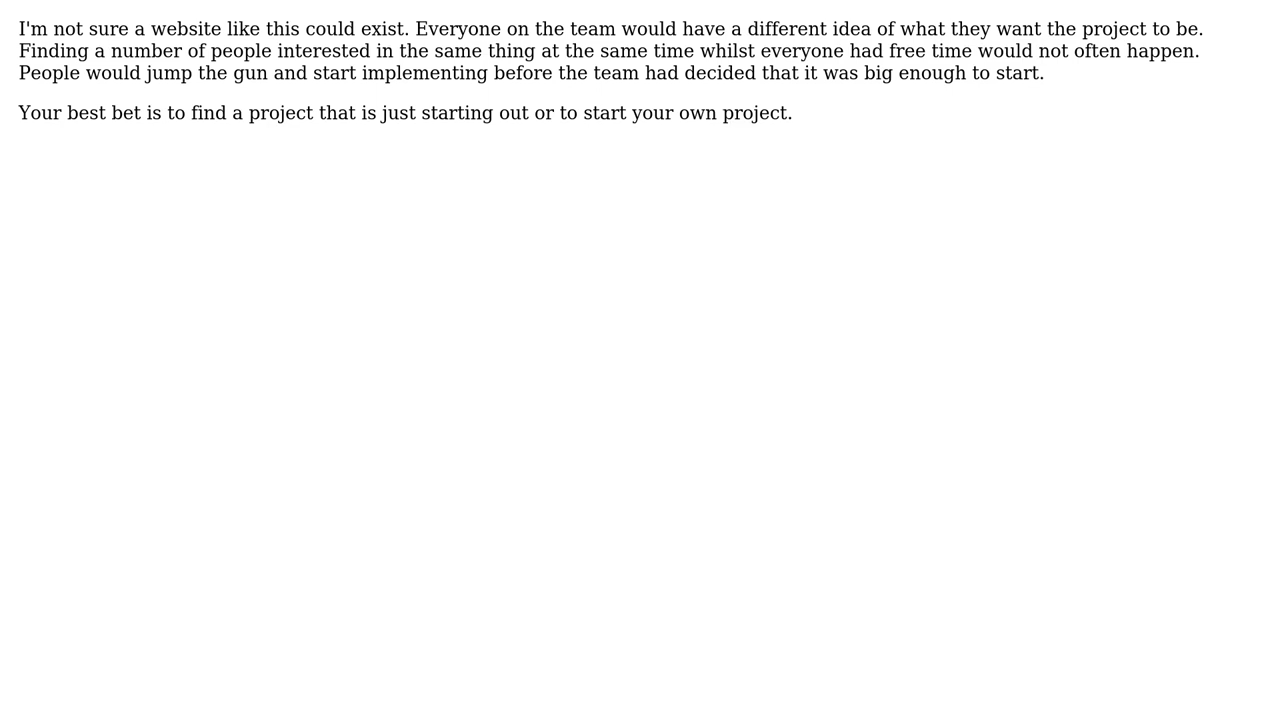 I'm not sure a website like this could exist. Everyone on the team would have a different idea of what they want the project to be.
Finding a number of people interested in the same thing at the same time whilst everyone had free time would not often happen.
People would jump the gun and start implementing before the team had decided that it was big enough to start.
Your best bet is to find a project that is just starting out or to start your own project.